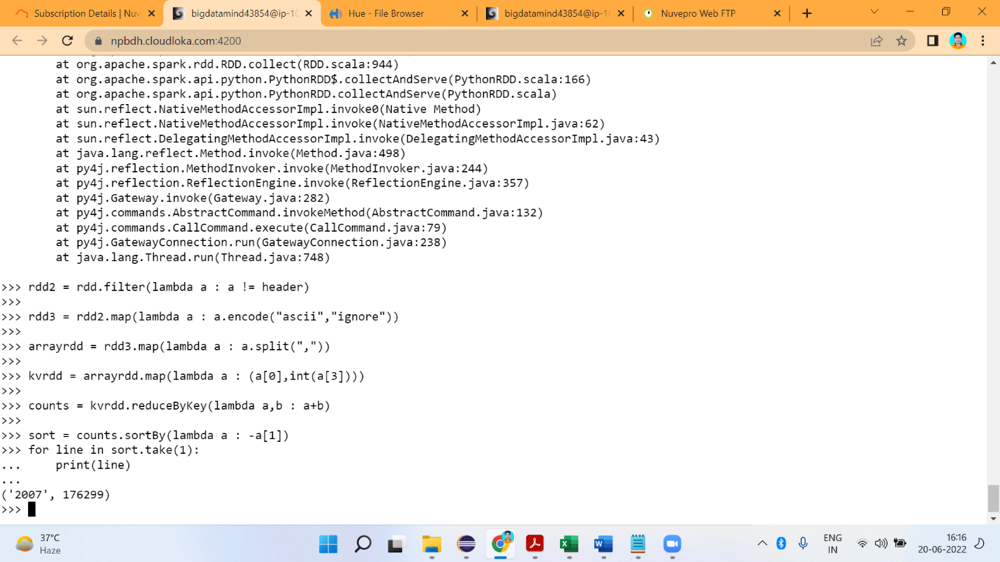 Subscription Details | Nuv
bigdatamind43854@ip-10
Hue - File Browser
bigdatamind43854@ip-10
Nuvepro Web FTP
npbdh.cloudloka.com:4200
at org.apache.spark.rdd.RDD.collect(RDD.scala:944)
at org.apache.spark.api.python.PythonRDD$.collectAndServe(PythonRDD.scala:166)
at org.apache.spark.api.python.PythonRDD.collectAndServe(PythonRDD.scala)
at sun.reflect.NativeMethodAccessorImpl.invoke0(Native Method)
at sun.reflect.NativeMethodAccessorImpl.invoke(NativeMethodAccessorImpl.java:62)
at sun.reflect.DelegatingMethodAccessorImpl.invoke(DelegatingMethodAccessorImpl.java:43)
at java.lang.reflect.Method.invoke(Method.java:498)
at py4j.reflection.MethodInvoker.invoke(MethodInvoker.java:244)
at py4j.reflection.ReflectionEngine.invoke(ReflectionEngine.java:357)
at py4j.Gateway.invoke(Gateway.java:282)
at py4j.commands.AbstractCommand.invokeMethod(AbstractCommand.java:132)
at py4j.commands.CallCommand.execute(CallCommand.java:79)
at py4j.GatewayConnection.run(GatewayConnection.java:238)
at java.lang.Thread.run(Thread.java:748)
>>> rdd2 = rdd.filter(lambda a : a != header)
>>>
>>> rdd3 = rdd2.map(lambda a : a.encode("ascii","ignore"))
>>>
>>> arrayrdd = rdd3.map(lambda a : a.split(","))
>>>
>>> kvrdd = arrayrdd.map(lambda a : (a[0],int(a[3])))
>>>
>>> counts = kvrdd.reduceByKey(lambda a,b : a+b)
>>>
>>> sort = counts.sortBy(lambda a : -a[1])
>>> for line in sort.take(1):
...     print(line)
...
('2007', 176299)
>>>
37°C
Haze
ENG
IN
16:16
20-06-2022